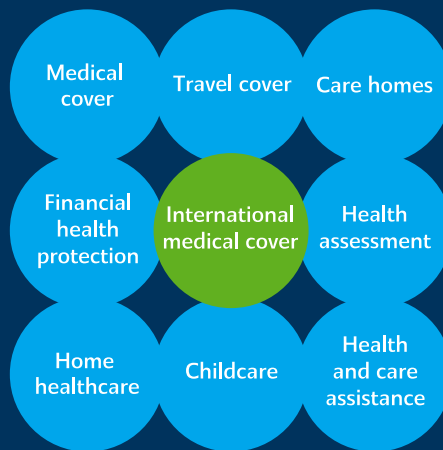 Medical
cover
Travel cover
Care homes
Financial
health
protection
International
medical cover
Health
assessment
Home
healthcare
Childcare
Health
and care
assistance